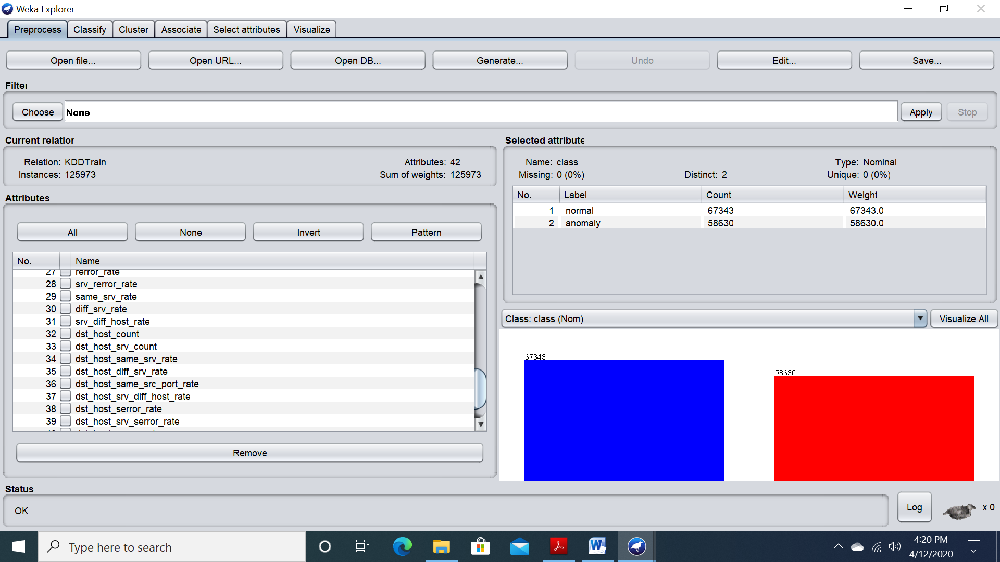 Weka Explorer
Preprocess Classify Cluster Associate Select attributes Visualize
Open file... Open URL... Open DB... Generate... Undo Edit... Save...
Filter
Choose None Apply Stop
Current relation
Relation: KDDTrain Attributes: 42
Instances: 125973 Sum of weights: 125973
Attributes
All None Invert Pattern
No. Name
27 rerror_rate
28 srv_rerror_rate
29 same_srv_rate
30 diff_srv_rate
31 srv_diff_host_rate
32 dst_host_count
33 dst_host_srv_count
34 dst_host_same_srv_rate
35 dst_host_diff_srv_rate
36 dst_host_same_src_port_rate
37 dst_host_srv_diff_host_rate
38 dst_host_serror_rate
39 dst_host_srv_serror_rate
Remove
Selected attribute
Name: class Type: Nominal
Missing: 0 (0%) Distinct: 2 Unique: 0 (0%)
No. Label Count Weight
1 normal 67343 67343.0
2 anomaly 58630 58630.0
Class: class (Nom) Visualize All
67343
58630
Status
OK
Log x 0
Type here to search
4:20 PM
4/12/2020